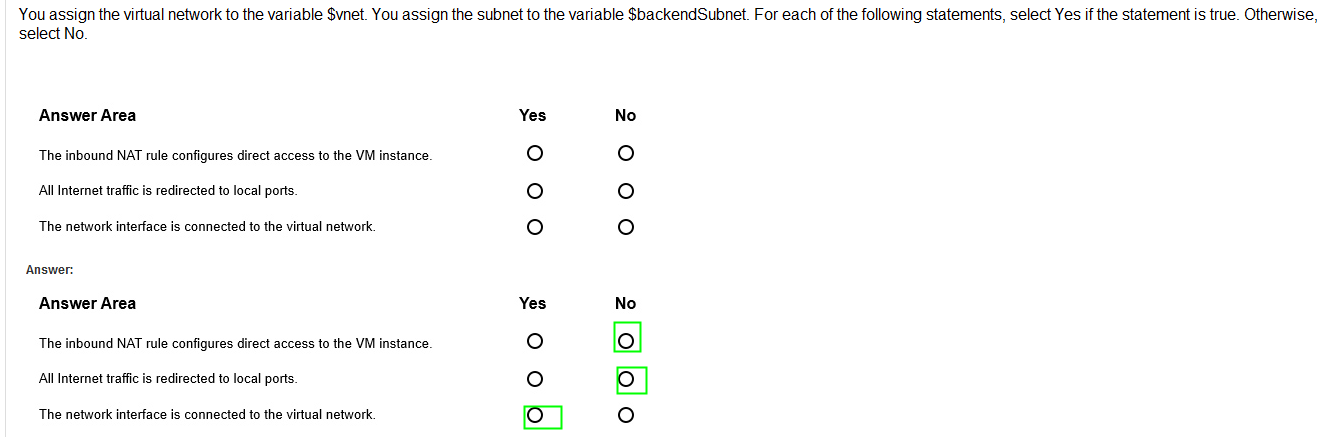 You assign the virtual network to the variable $vnet. You assign the subnet to the variable $backendSubnet. For each of the following statements, select Yes if the statement is true. Otherwise,
select No.
Answer Area Yes No
The inbound NAT rule configures direct access to the VM instance.
All Internet traffic is redirected to local ports.
The network interface is connected to the virtual network.
Answer:
Answer Area Yes No
The inbound NAT rule configures direct access to the VM instance.
All Internet traffic is redirected to local ports.
The network interface is connected to the virtual network.